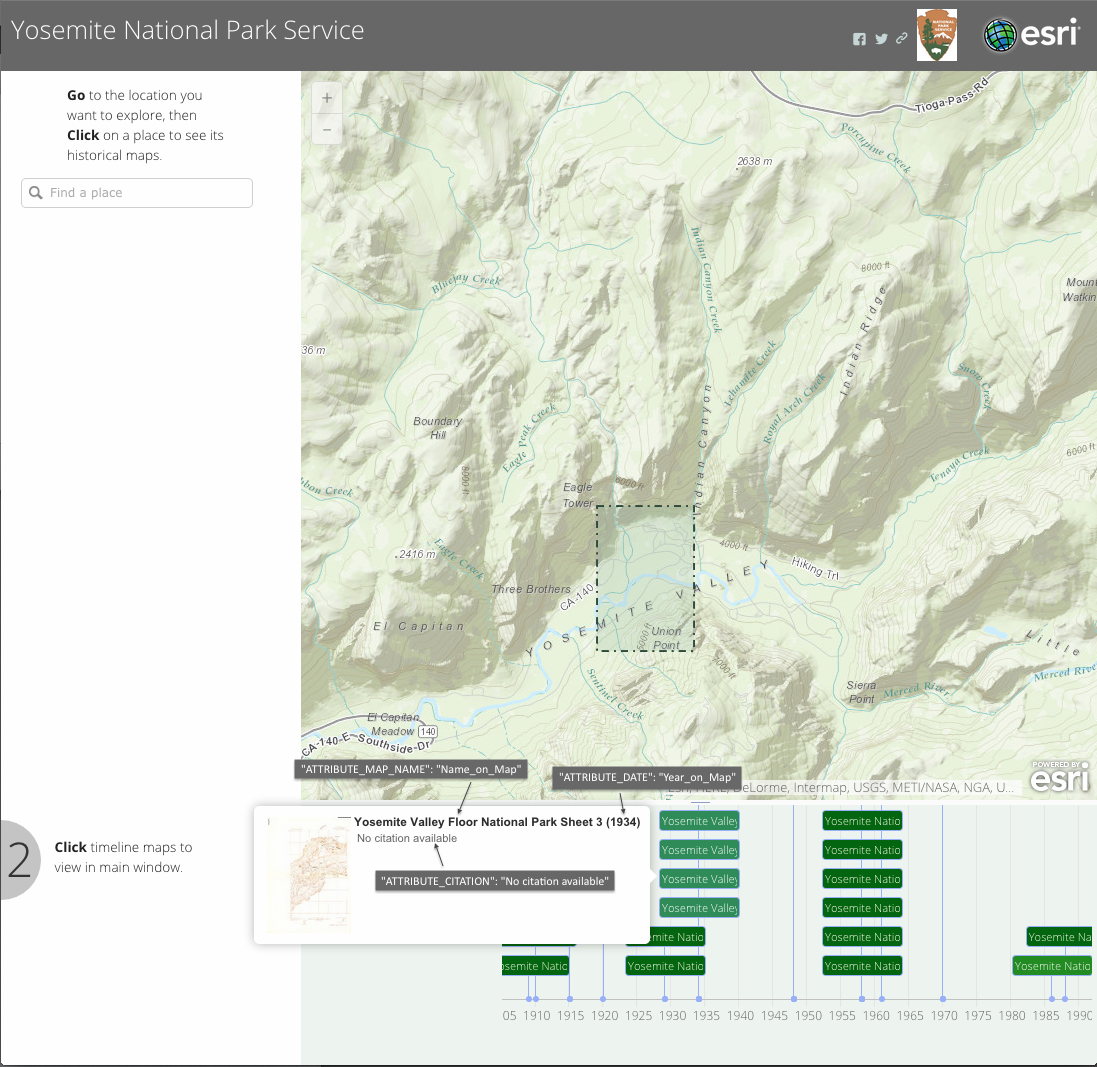 Yosemite National Park Service
NATIONAL
PARK
SERVICE
esri
Go to the location you
want to explore, then
Click on a place to see its
historical maps.
Find a place
+
−
Tioga-Pass-Rd
Porcupine Creek
2638 m
Indian Canyon Creek
8000 ft
Bluejay Creek
Mount
Watkin
Indian Ridge
36 m
Lehamite Creek
Snow Creek
Royal Arch Creek
Boundary
Hill
Eagle Peak Creek
Indian Canyon
6000 ft
Tenaya Creek
8000 ft
6000 ft
Eagle
Tower
bon Creek
4000 ft
Eagle Creek
2416 m
Hiking Trl
Three Brothers
CA-140
YOSEMITE VALLEY
El Capitan
Union
Point
6000 ft
Little
6000 ft
Merced River
Sentinel Creek
Sierra
Point
Merced River
El Capitan
Meadow
140
CA-140-E
Southside-Dr
"ATTRIBUTE_MAP_NAME": "Name_on_Map"
"ATTRIBUTE_DATE": "Year_on_Map"
POWERED BY
esri
Esri, HERE, DeLorme, Intermap, USGS, METI/NASA, NGA, U...
2
Click timeline maps to
view in main window.
Yosemite Valley Floor National Park Sheet 3 (1934)
No citation available
"ATTRIBUTE_CITATION": "No citation available"
Yosemite Valley
Yosemite Natio
Yosemite Valley
Yosemite Natio
Yosemite Valley
Yosemite Natio
Yosemite Valley
Yosemite Natio
mite Natio
Yosemite Natio
Yosemite Na
osemite Natio
Yosemite Natio
Yosemite Natio
Yosemite Natio
05 1910 1915 1920 1925 1930 1935 1940 1945 1950 1955 1960 1965 1970 1975 1980 1985 1990